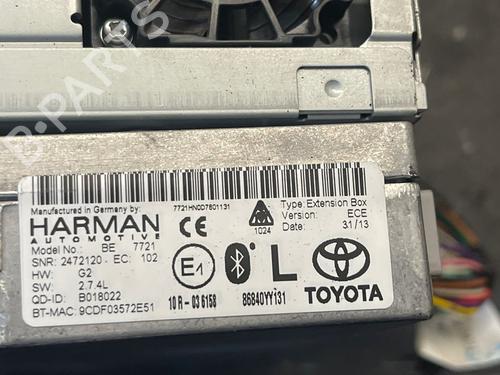 B-PARTS
Manufactured in Germany by:
HARMAN
AUTOMOTIVE
7721HN0D7601131
1024
Type: Extension Box
Version: ECE
Date: 31/13
Model No.: BE 7721
SNR: 2472120 - EC: 102
HW: G2
SW: 2.7.4L
QD-ID: B018022
BT-MAC: 9CDF03572E51
CE
E1
10 R - 03 6158
L
86840YY131
TOYOTA